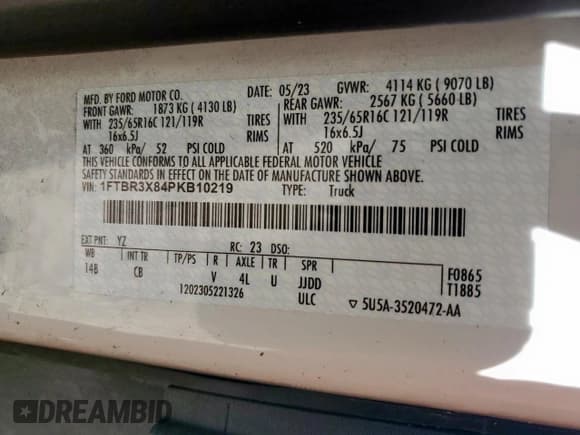 MFD. BY FORD MOTOR CO.
DATE: 05/23 GVWR: 4114 KG ( 9070 LB)
FRONT GAWR: 1873 KG ( 4130 LB)
REAR GAWR: 2567 KG ( 5660 LB)
WITH 235/65R16C 121/119R TIRES
WITH 235/65R16C 121/119R TIRES
16x6.5J RIMS
16x6.5J RIMS
AT 360 kPa/ 52 PSI COLD
AT 520 kPa/ 75 PSI COLD
THIS VEHICLE CONFORMS TO ALL APPLICABLE FEDERAL MOTOR VEHICLE
SAFETY STANDARDS IN EFFECT ON THE DATE OF MANUFACTURE SHOWN ABOVE.
VIN: 1FTBR3X84PKB10219 TYPE: Truck
EXT PNT: YZ RC: 23 DSO:
WB INT TR TP/PS R AXLE TR SPR
14B CB V 4L U JJDD
1202305221326 ULC
F0865
T1885
▽ 5U5A-3520472-AA
DREAMBID